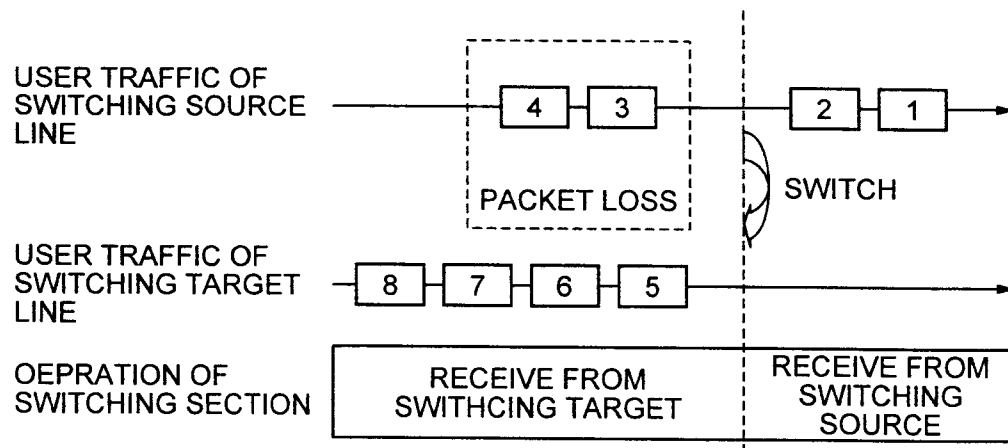 USER TRAFFIC OF
SWITCHING SOURCE
LINE
4 3 2 1
PACKET LOSS
SWITCH
USER TRAFFIC OF
SWITCHING TARGET
LINE
8 7 6 5
OEPRATION OF
SWITCHING SECTION
RECEIVE FROM
SWITHCING TARGET
RECEIVE FROM
SWITCHING
SOURCE